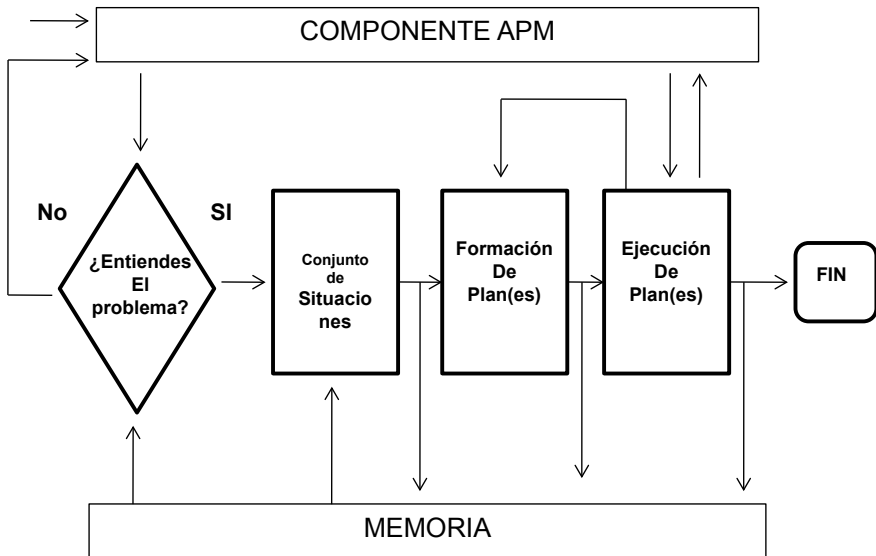 COMPONENTE APM
No
SI
¿Entiendes
El
problema?
Conjunto
de
Situacio
nes
Formación
De
Plan(es)
Ejecución
De
Plan(es)
FIN
MEMORIA